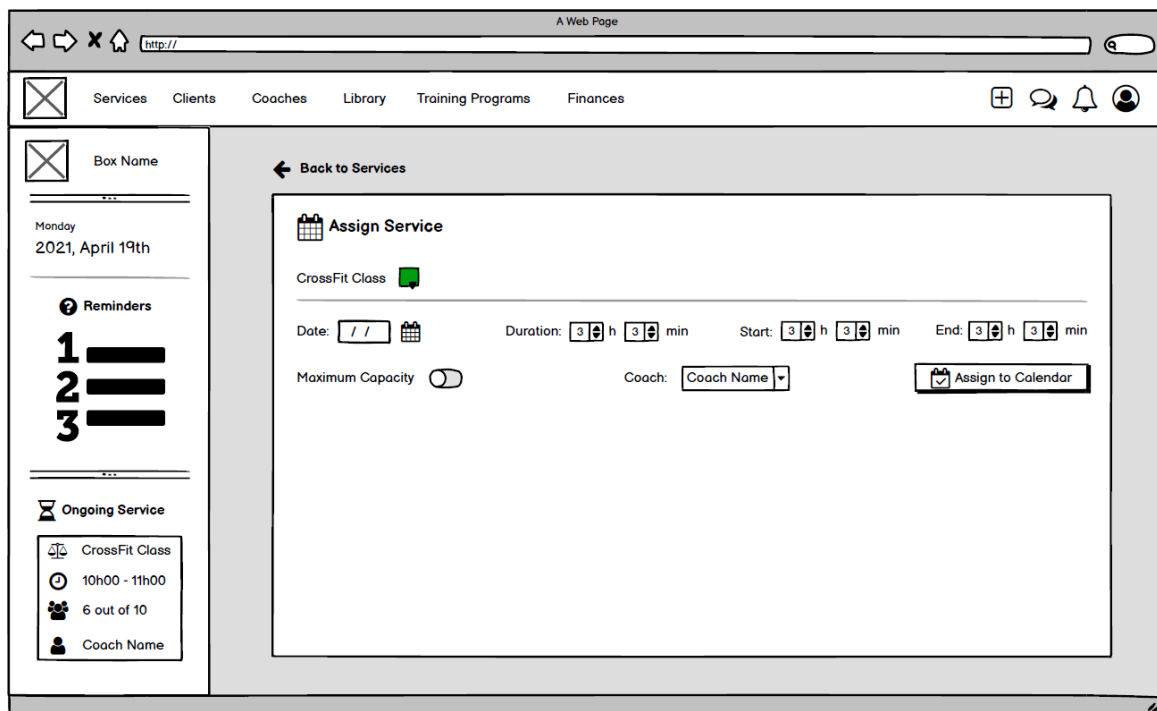 A Web Page
http://
Services Clients Coaches Library Training Programs Finances
Box Name
Monday
2021, April 19th
Reminders
1
2
3
Ongoing Service
CrossFit Class
10h00 - 11h00
6 out of 10
Coach Name
Back to Services
Assign Service
CrossFit Class
Date: / / Duration: 3 h 3 min Start: 3 h 3 min End: 3 h 3 min
Maximum Capacity Coach: Coach Name Assign to Calendar